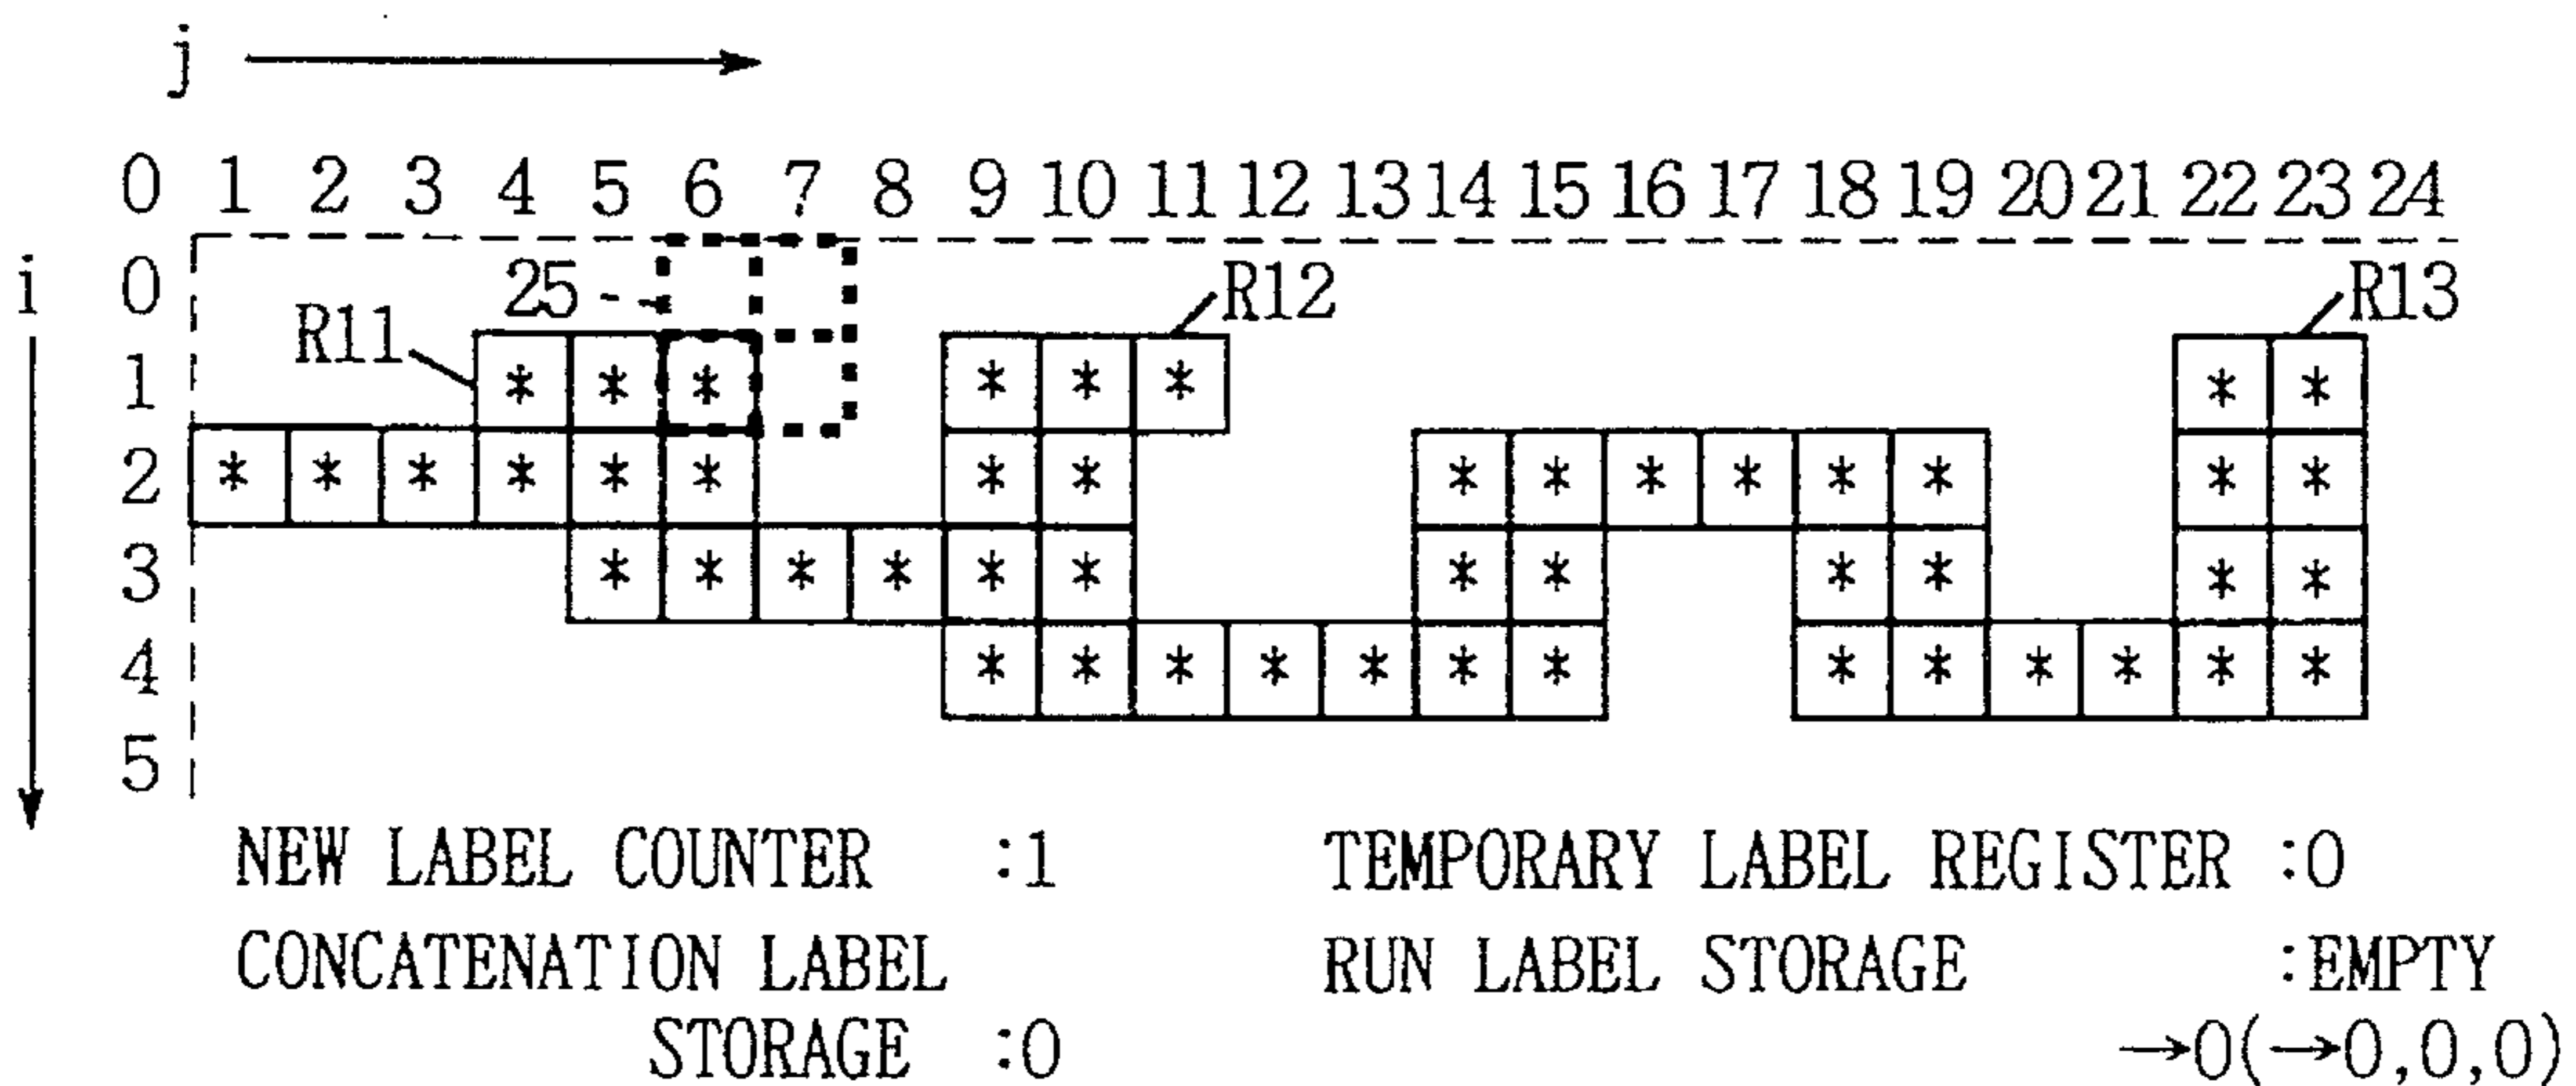 j
0 1 2 3 4 5 6 7 8 9 10 11 12 13 14 15 16 17 18 19 20 21 22 23 24
i
0 25 R12 R13
R11
1 * * * * * * * *
2 * * * * * * * * * * * * * * * *
3 * * * * * * * * * * * *
4 * * * * * * * * * * * * *
5
NEW LABEL COUNTER :1 TEMPORARY LABEL REGISTER :0
CONCATENATION LABEL RUN LABEL STORAGE :EMPTY
STORAGE :0 →0(→0,0,0)